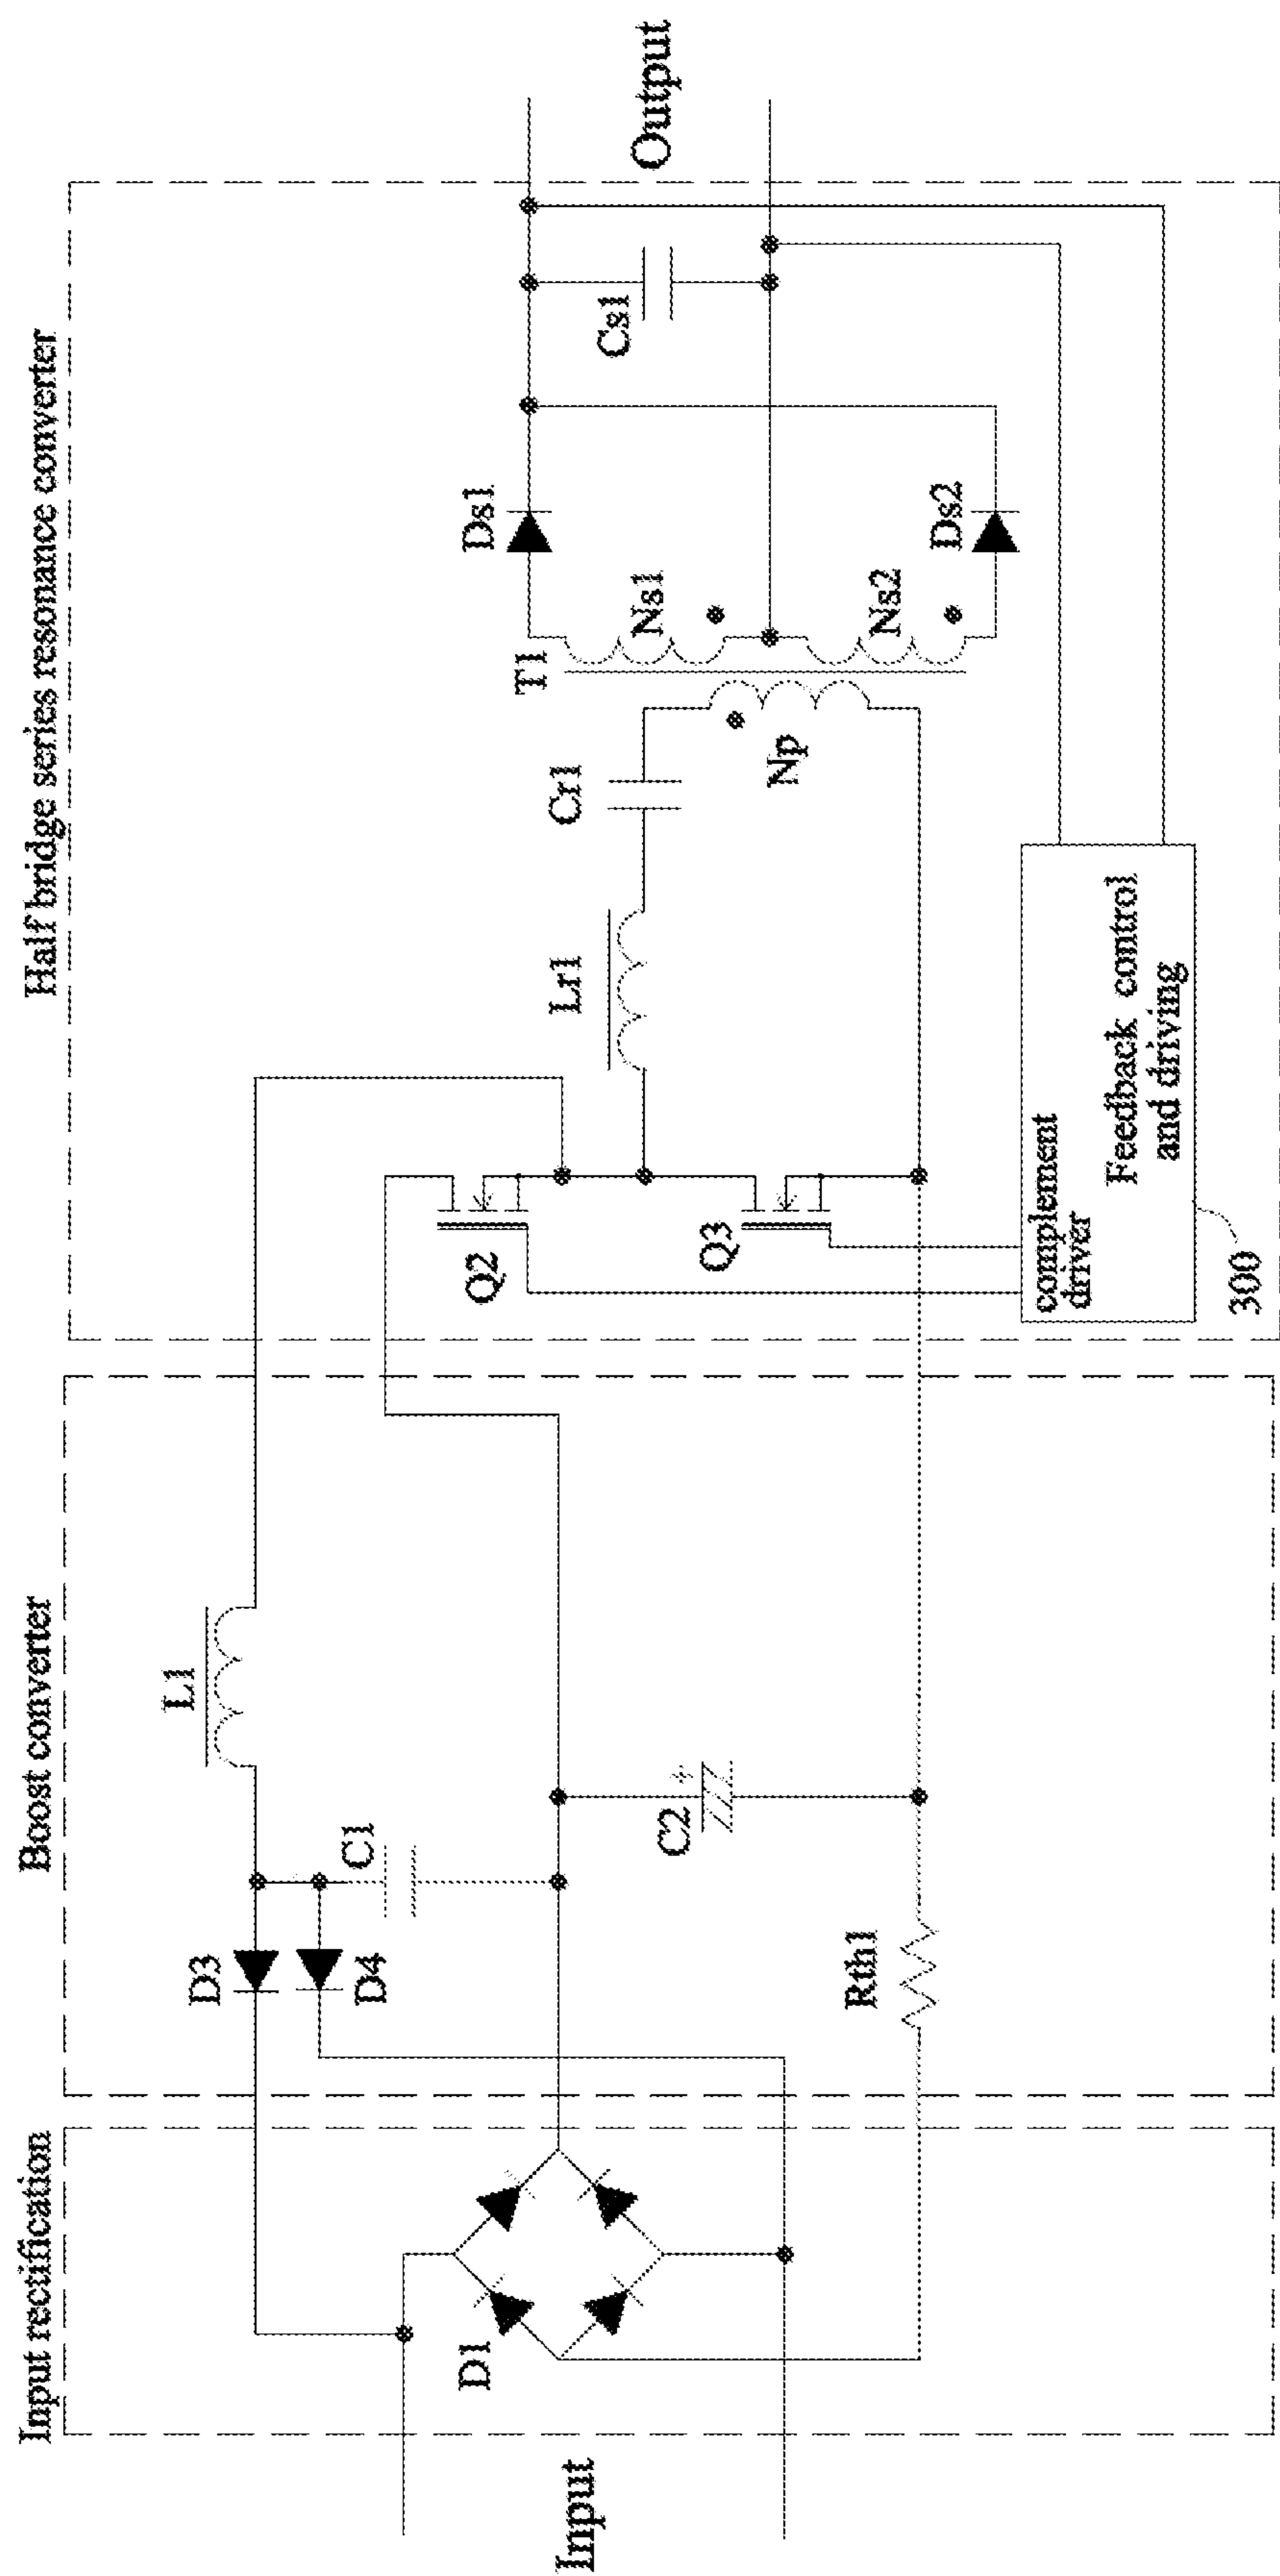 Input rectification
Boost converter
Half bridge series resonance converter
Input
D1
D3
D4
C1
L1
C2
+
Rth1
Q2
Q3
Lr1
Cr1
T1
Np
Ns1
Ns2
Ds1
Ds2
Cs1
Output
complement
driver
Feedback control
and driving
300